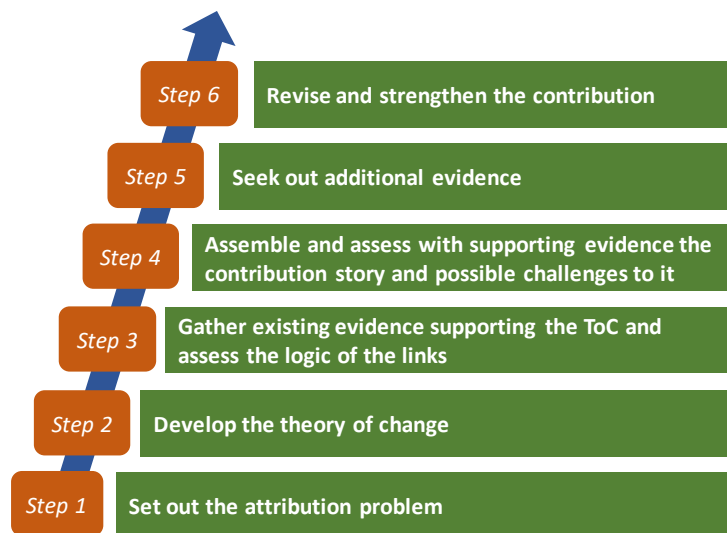 Step 6
Revise and strengthen the contribution
Step 5
Seek out additional evidence
Step 4
Assemble and assess with supporting evidence the
contribution story and possible challenges to it
Step 3
Gather existing evidence supporting the ToC and
assess the logic of the links
Step 2
Develop the theory of change
Step 1
Set out the attribution problem